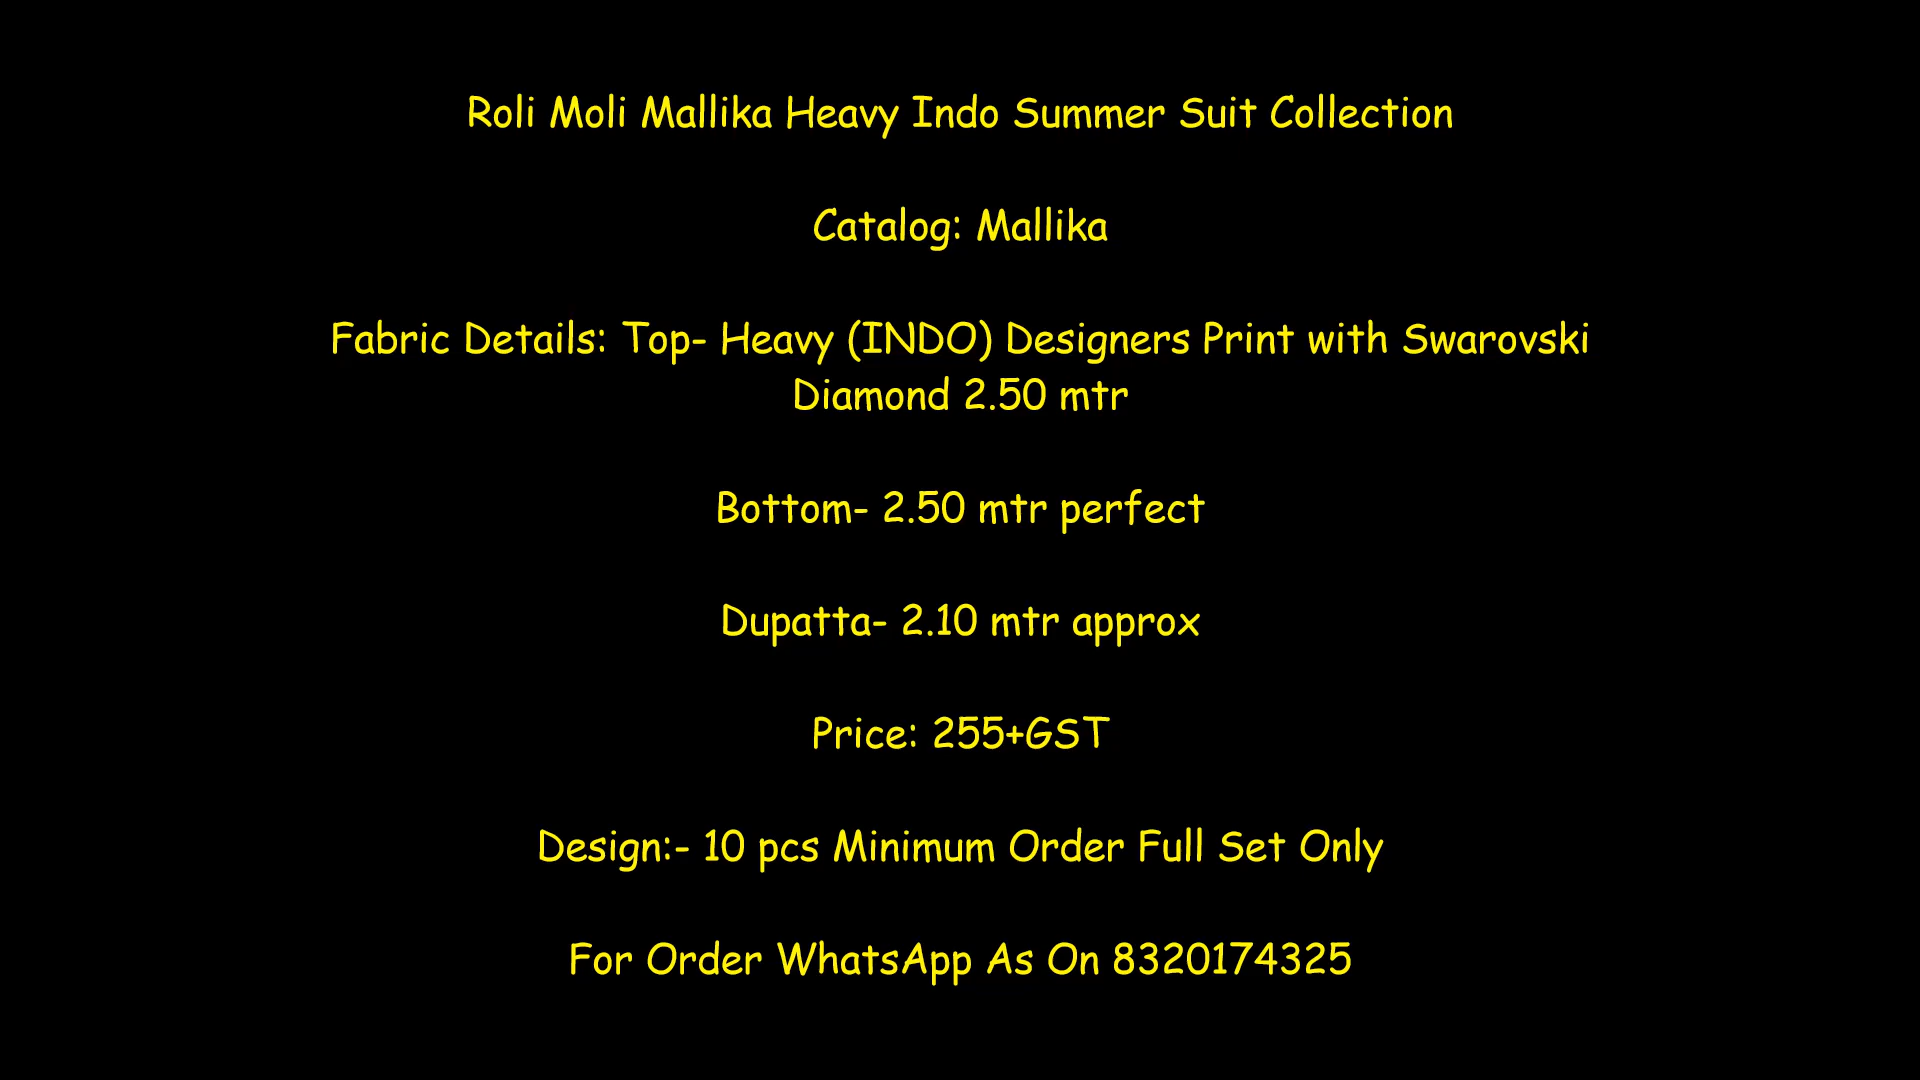 Roli Moli Mallika Heavy Indo Summer Suit Collection
Catalog: Mallika
Fabric Details: Top- Heavy (INDO) Designers Print with Swarovski
Diamond 2.50 mtr
Bottom- 2.50 mtr perfect
Dupatta- 2.10 mtr approx
Price: 255+GST
Design:- 10 pcs Minimum Order Full Set Only
For Order WhatsApp As On 8320174325